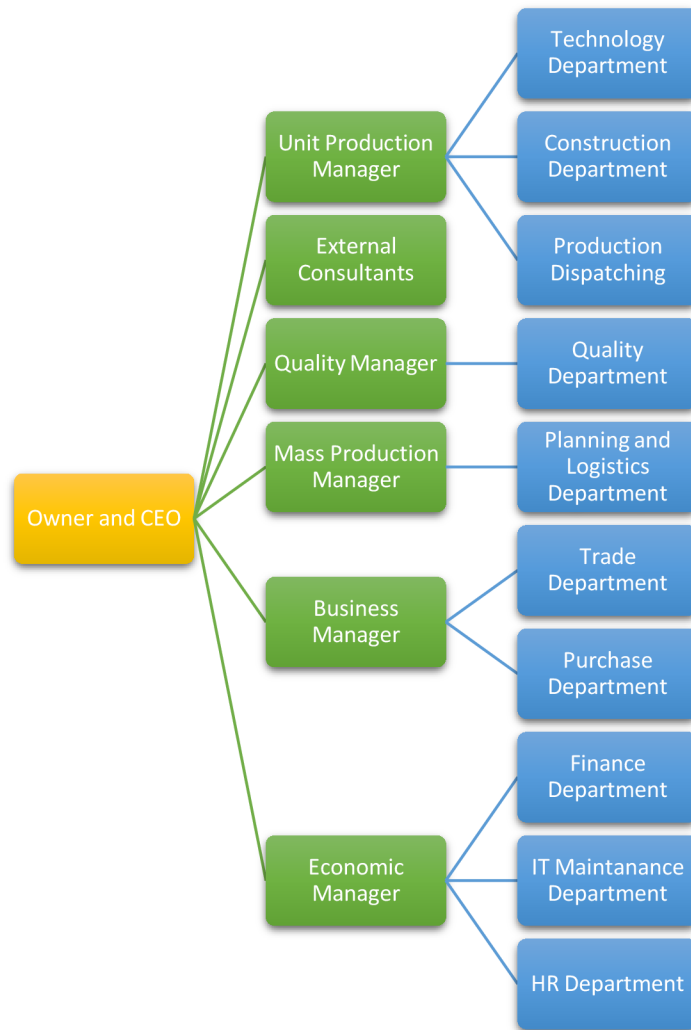 Technology
Department
Unit Production
Manager
Construction
Department
External
Consultants
Production
Dispatching
Quality Manager
Quality
Department
Mass Production
Manager
Planning and
Logistics
Department
Owner and CEO
Trade
Department
Business
Manager
Purchase
Department
Finance
Department
Economic
Manager
IT Maintanance
Department
HR Department